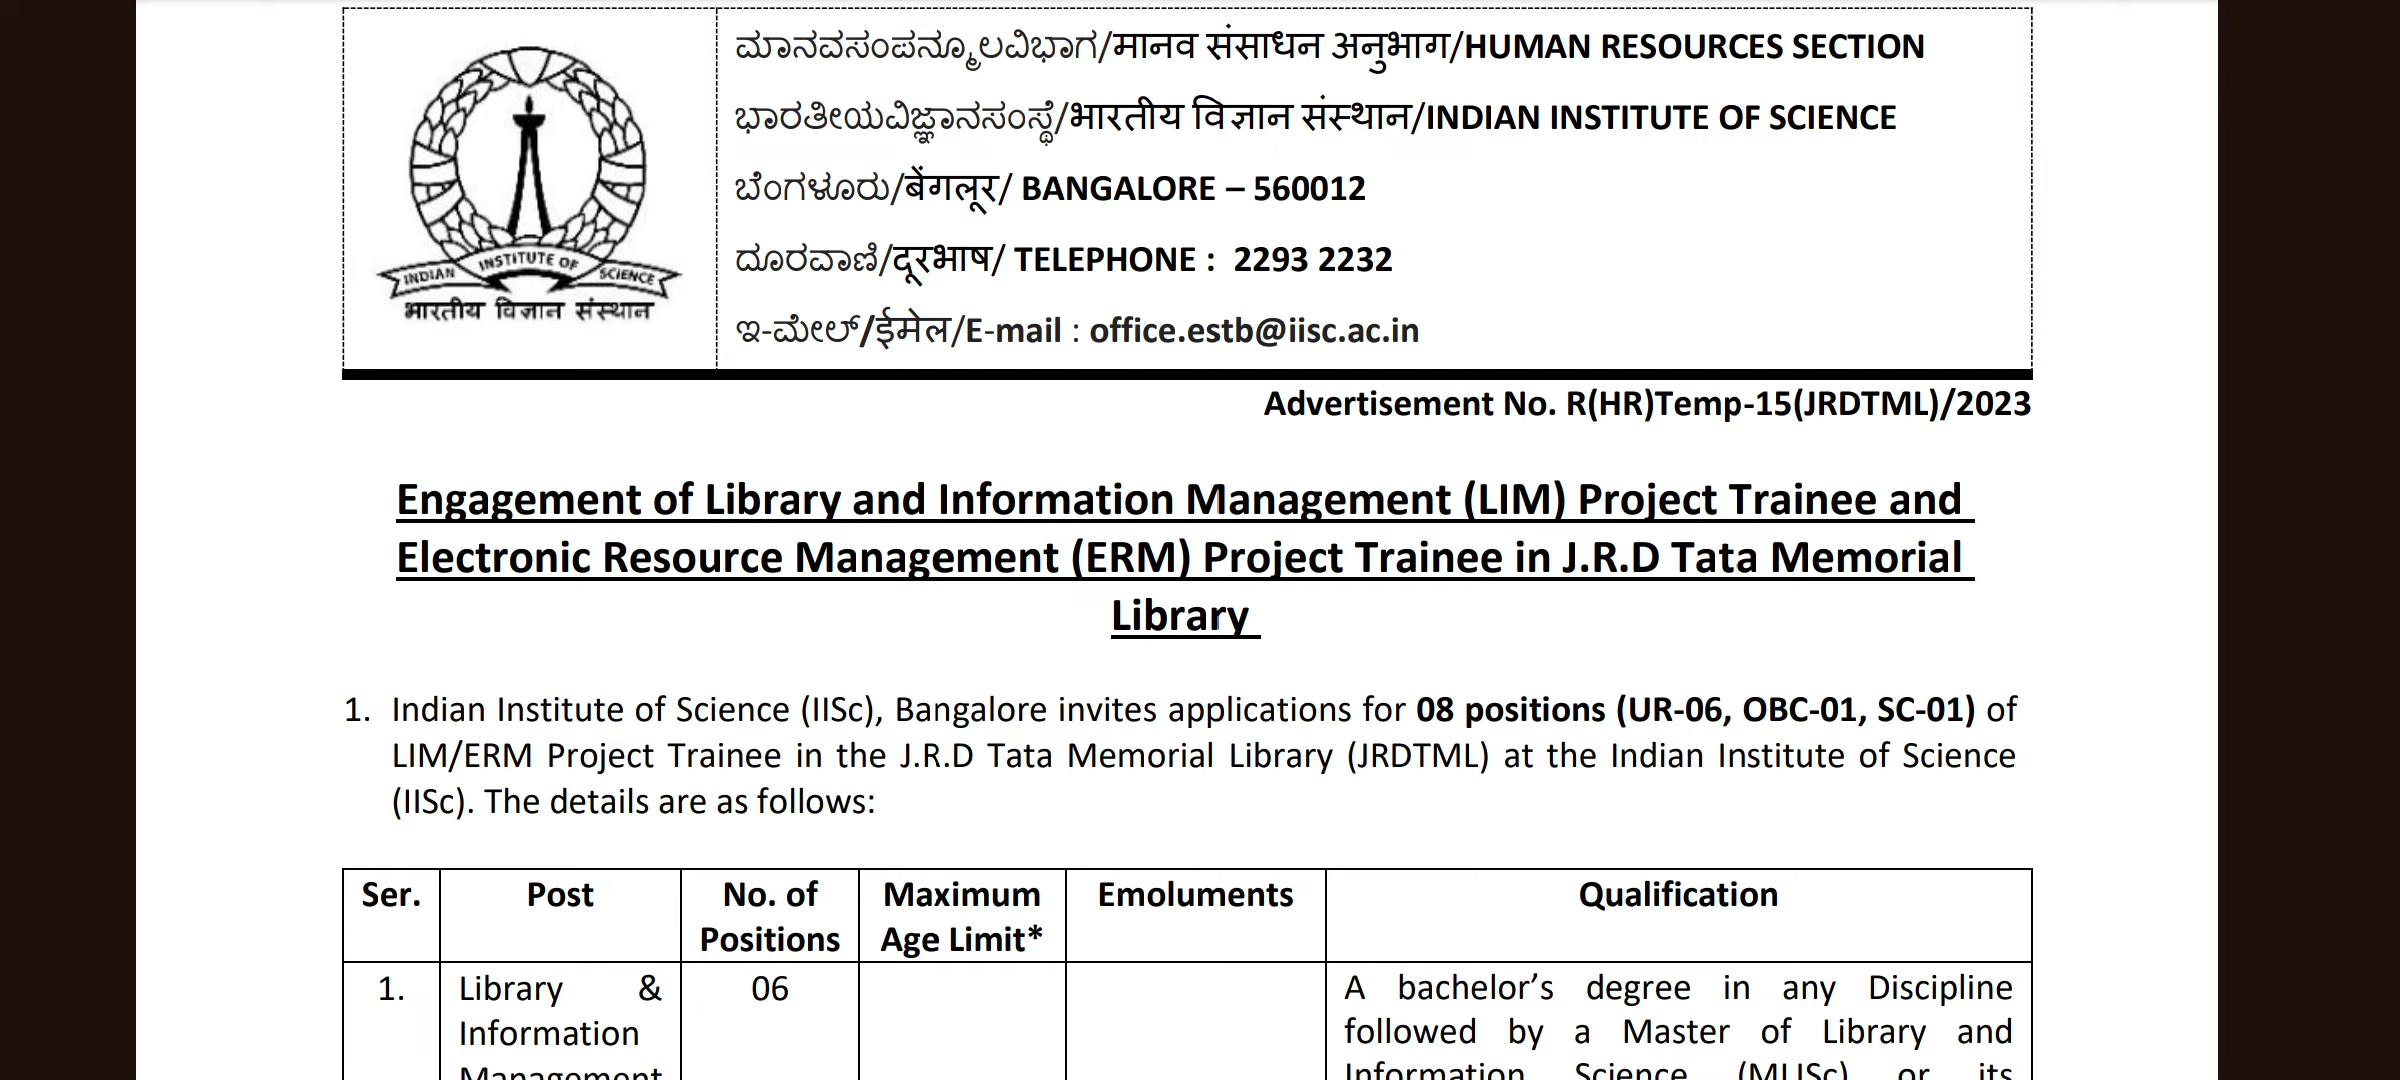 INDIAN INSTITUTE OF SCIENCE
भारतीय विज्ञान संस्थान
ಮಾನವಸಂಪನ್ಮೂಲವಿಭಾಗ/मानव संसाधन अनुभाग/HUMAN RESOURCES SECTION
ಭಾರತೀಯವಿಜ್ಞಾನಸಂಸ್ಥೆ/भारतीय विज्ञान संस्थान/INDIAN INSTITUTE OF SCIENCE
ಬೆಂಗಳೂರು/बेंगलूर/ BANGALORE – 560012
ದೂರವಾಣಿ/दूरभाष/ TELEPHONE : 2293 2232
ಇ-ಮೇಲ್/ईमेल/E-mail : office.estb@iisc.ac.in
Advertisement No. R(HR)Temp-15(JRDTML)/2023
Engagement of Library and Information Management (LIM) Project Trainee and
Electronic Resource Management (ERM) Project Trainee in J.R.D Tata Memorial
Library
1. Indian Institute of Science (IISc), Bangalore invites applications for 08 positions (UR-06, OBC-01, SC-01) of
LIM/ERM Project Trainee in the J.R.D Tata Memorial Library (JRDTML) at the Indian Institute of Science
(IISc). The details are as follows:
Ser. Post No. of Positions Maximum Age Limit* Emoluments Qualification
1. Library & 06 A bachelor’s degree in any Discipline
Information followed by a Master of Library and
Management Information Science (MLISc) or its